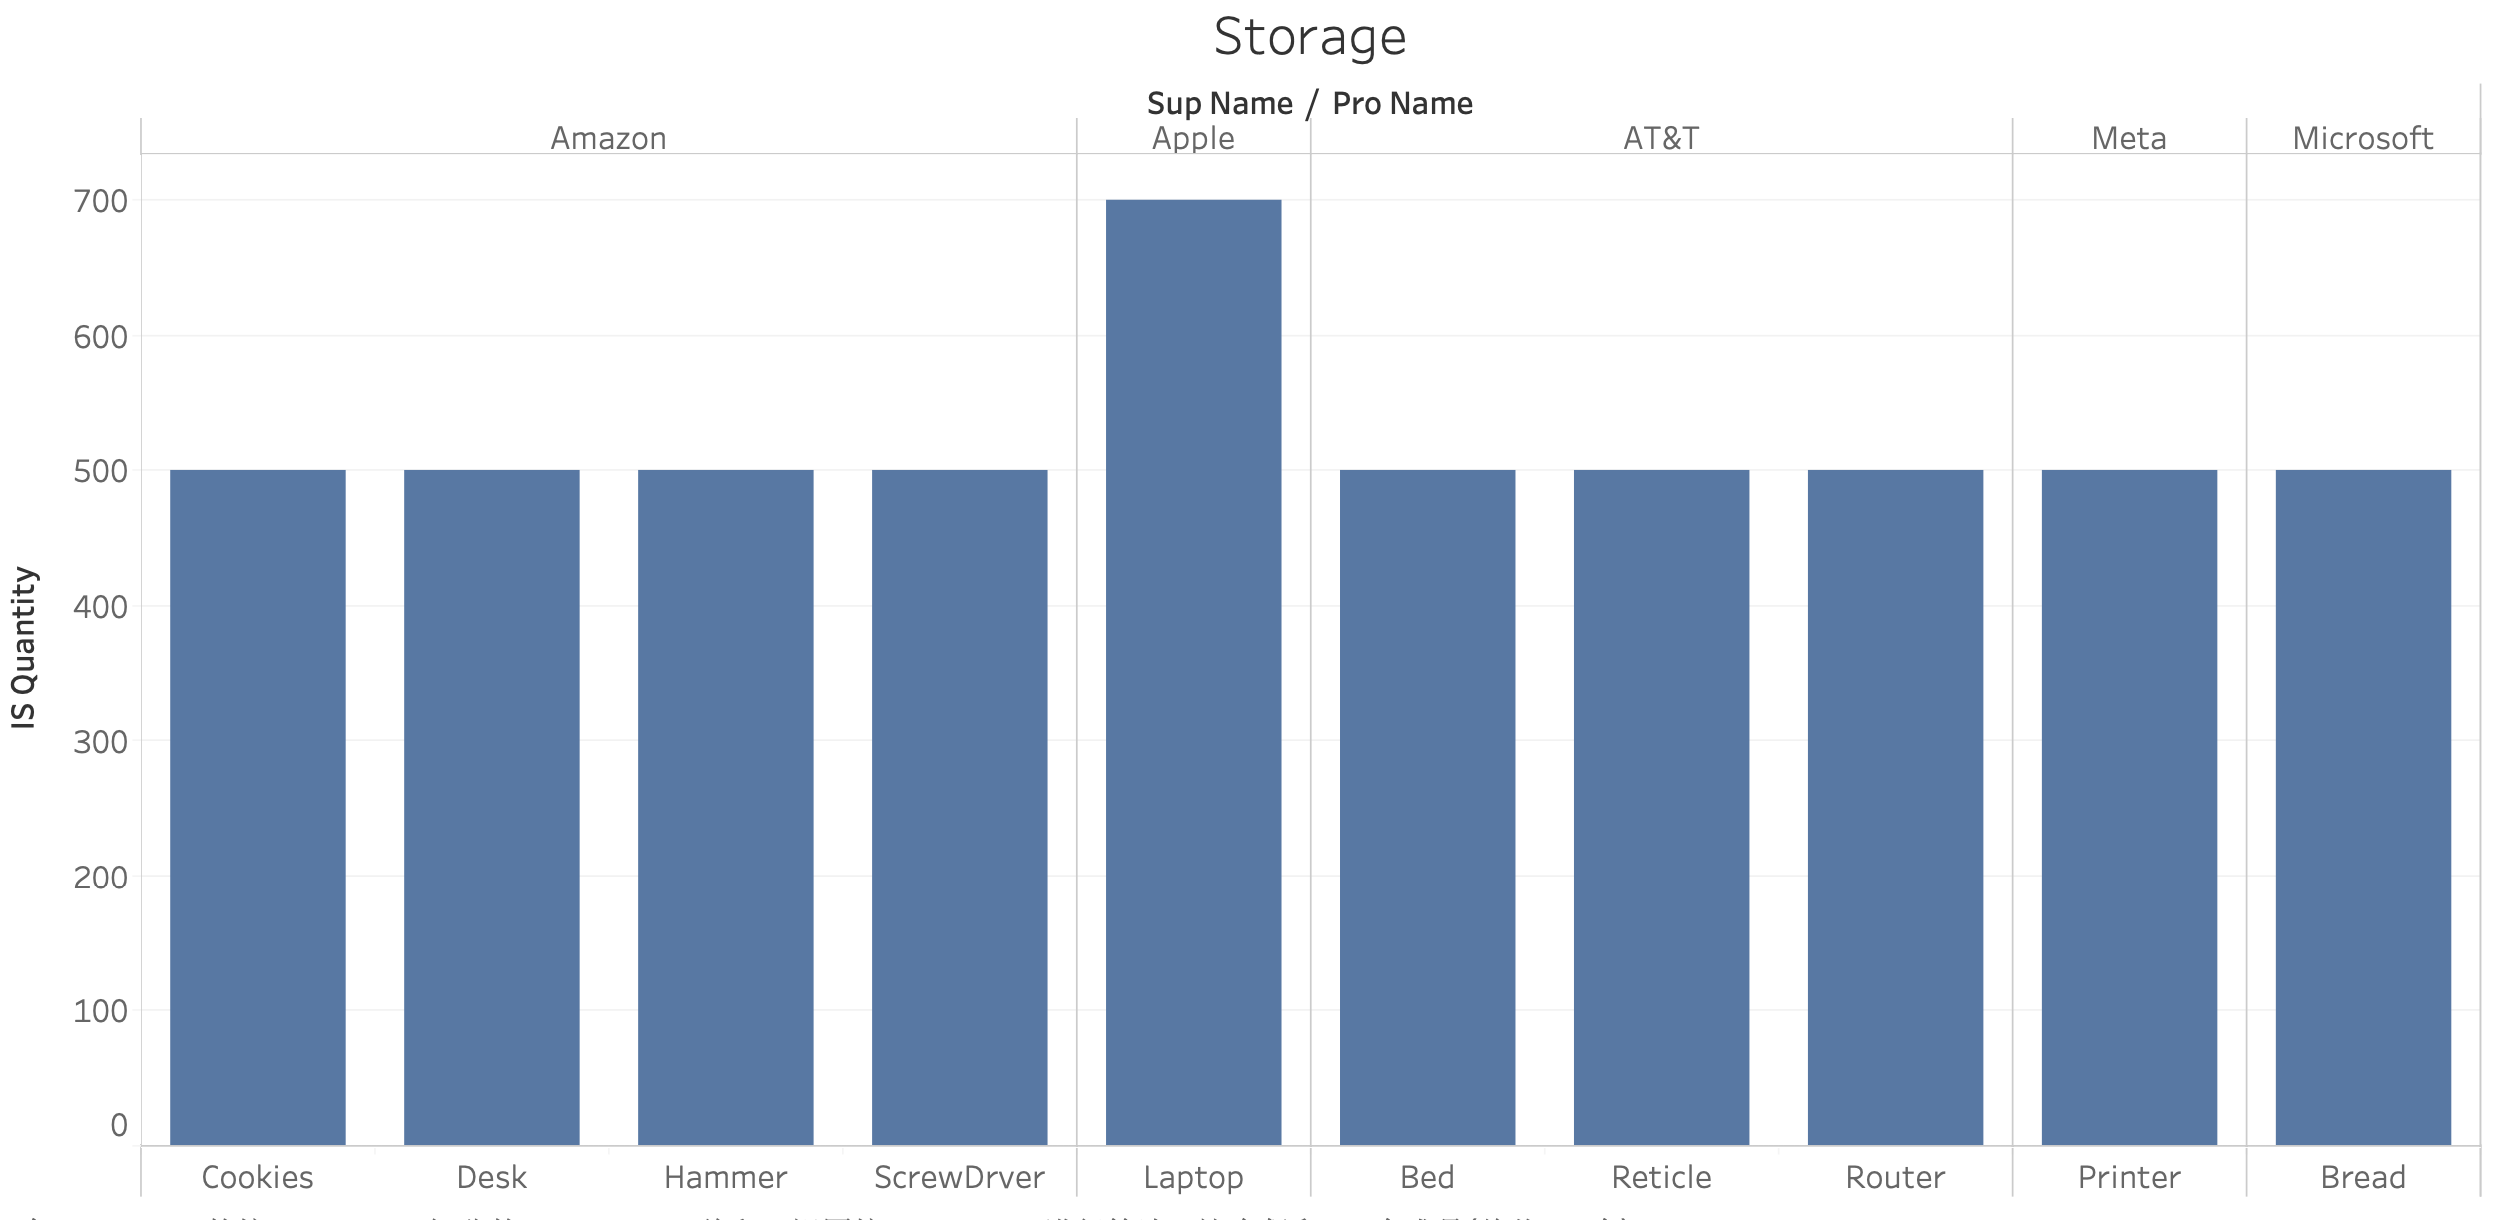 Storage
Sup Name / Pro Name
Amazon Apple AT&T Meta Microsoft
700
600
500
400
300
200
100
0
IS Quantity
Cookies Desk Hammer ScrewDrver Laptop Bed Reticle Router Printer Bread